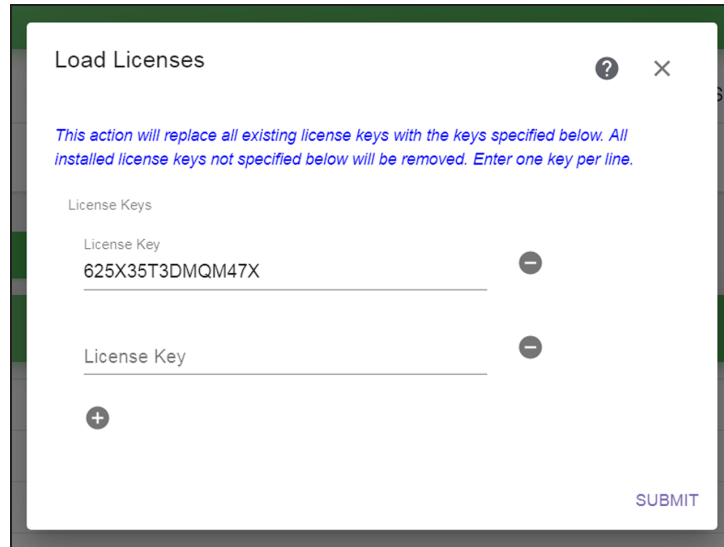 Load Licenses
This action will replace all existing license keys with the keys specified below. All
installed license keys not specified below will be removed. Enter one key per line.
License Keys
License Key
625X35T3DMQM47X
License Key
SUBMIT